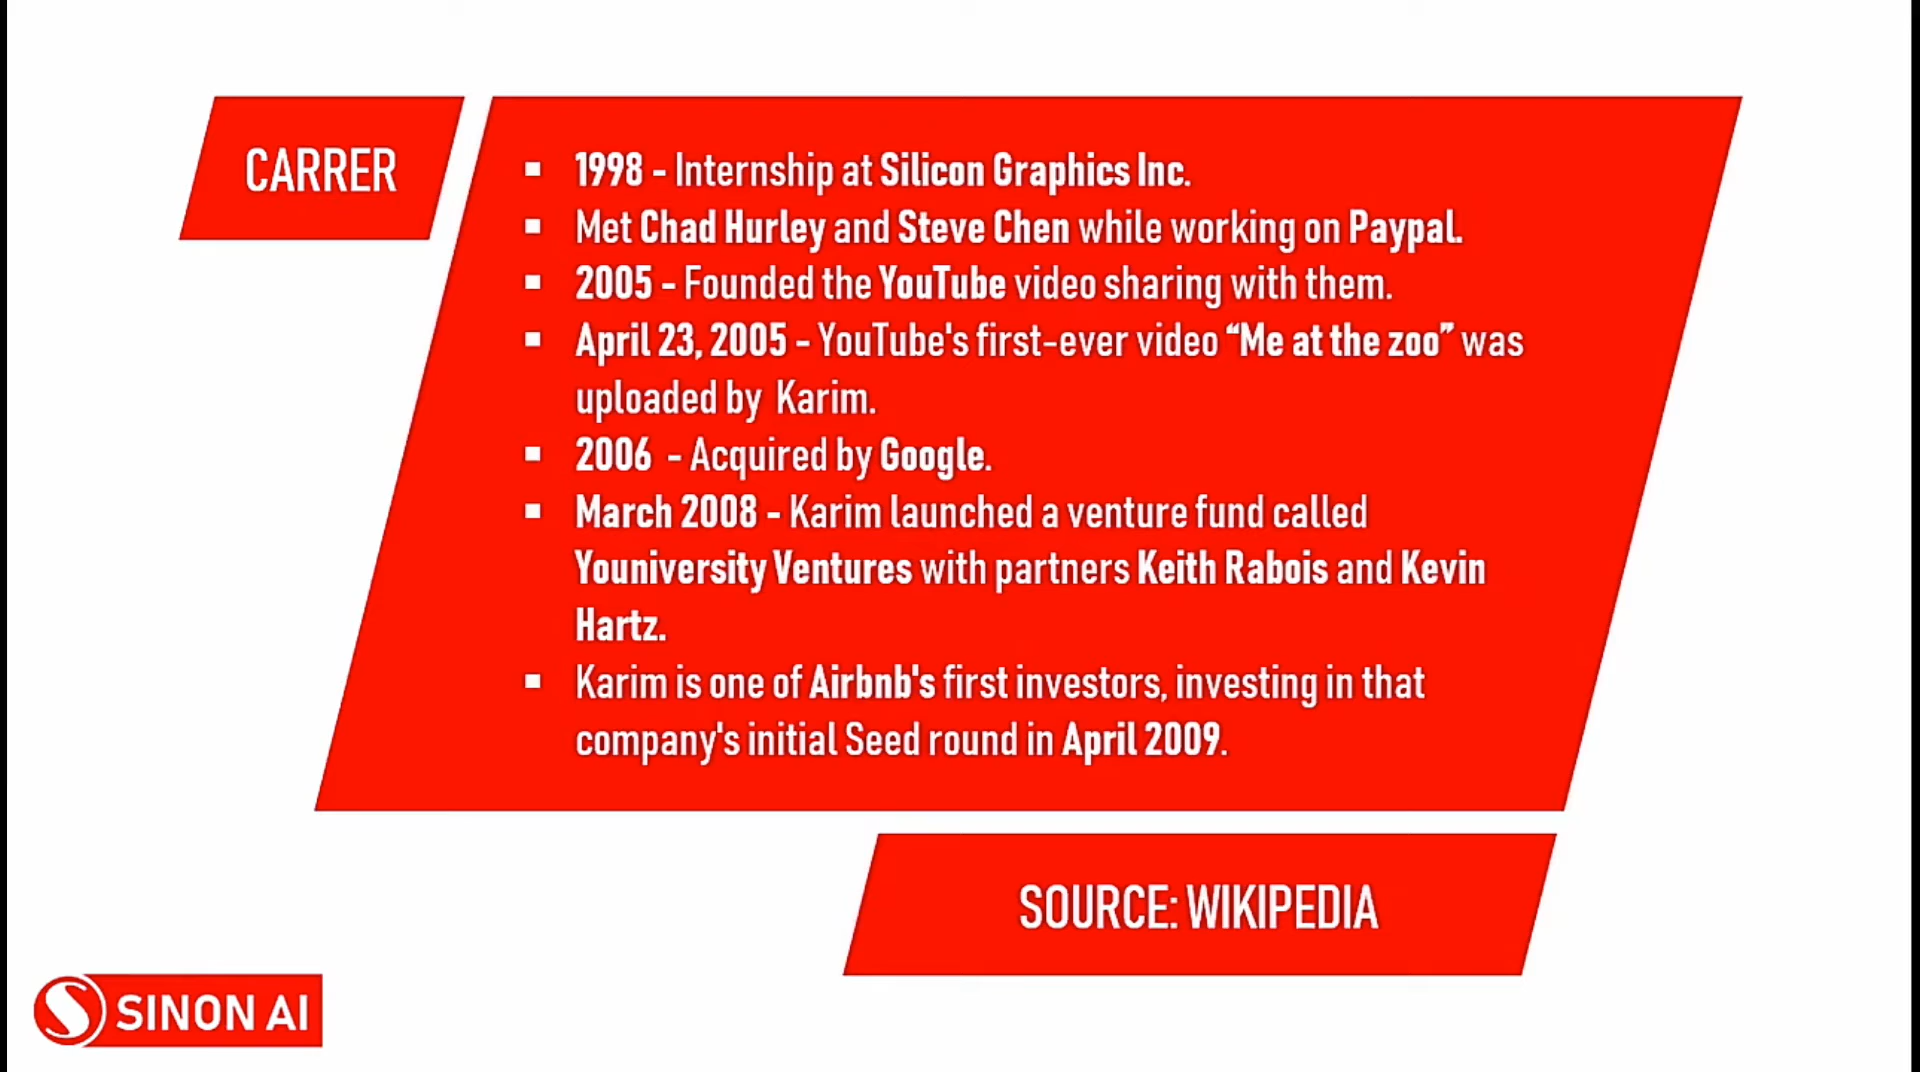 CARRER
▪ 1998 - Internship at Silicon Graphics Inc.
▪ Met Chad Hurley and Steve Chen while working on Paypal.
▪ 2005 - Founded the YouTube video sharing with them.
▪ April 23, 2005 - YouTube's first-ever video “Me at the zoo” was
uploaded by  Karim.
▪ 2006  - Acquired by Google.
▪ March 2008 - Karim launched a venture fund called
Youniversity Ventures with partners Keith Rabois and Kevin
Hartz.
▪ Karim is one of Airbnb's first investors, investing in that
company's initial Seed round in April 2009.
SOURCE: WIKIPEDIA
SINON AI